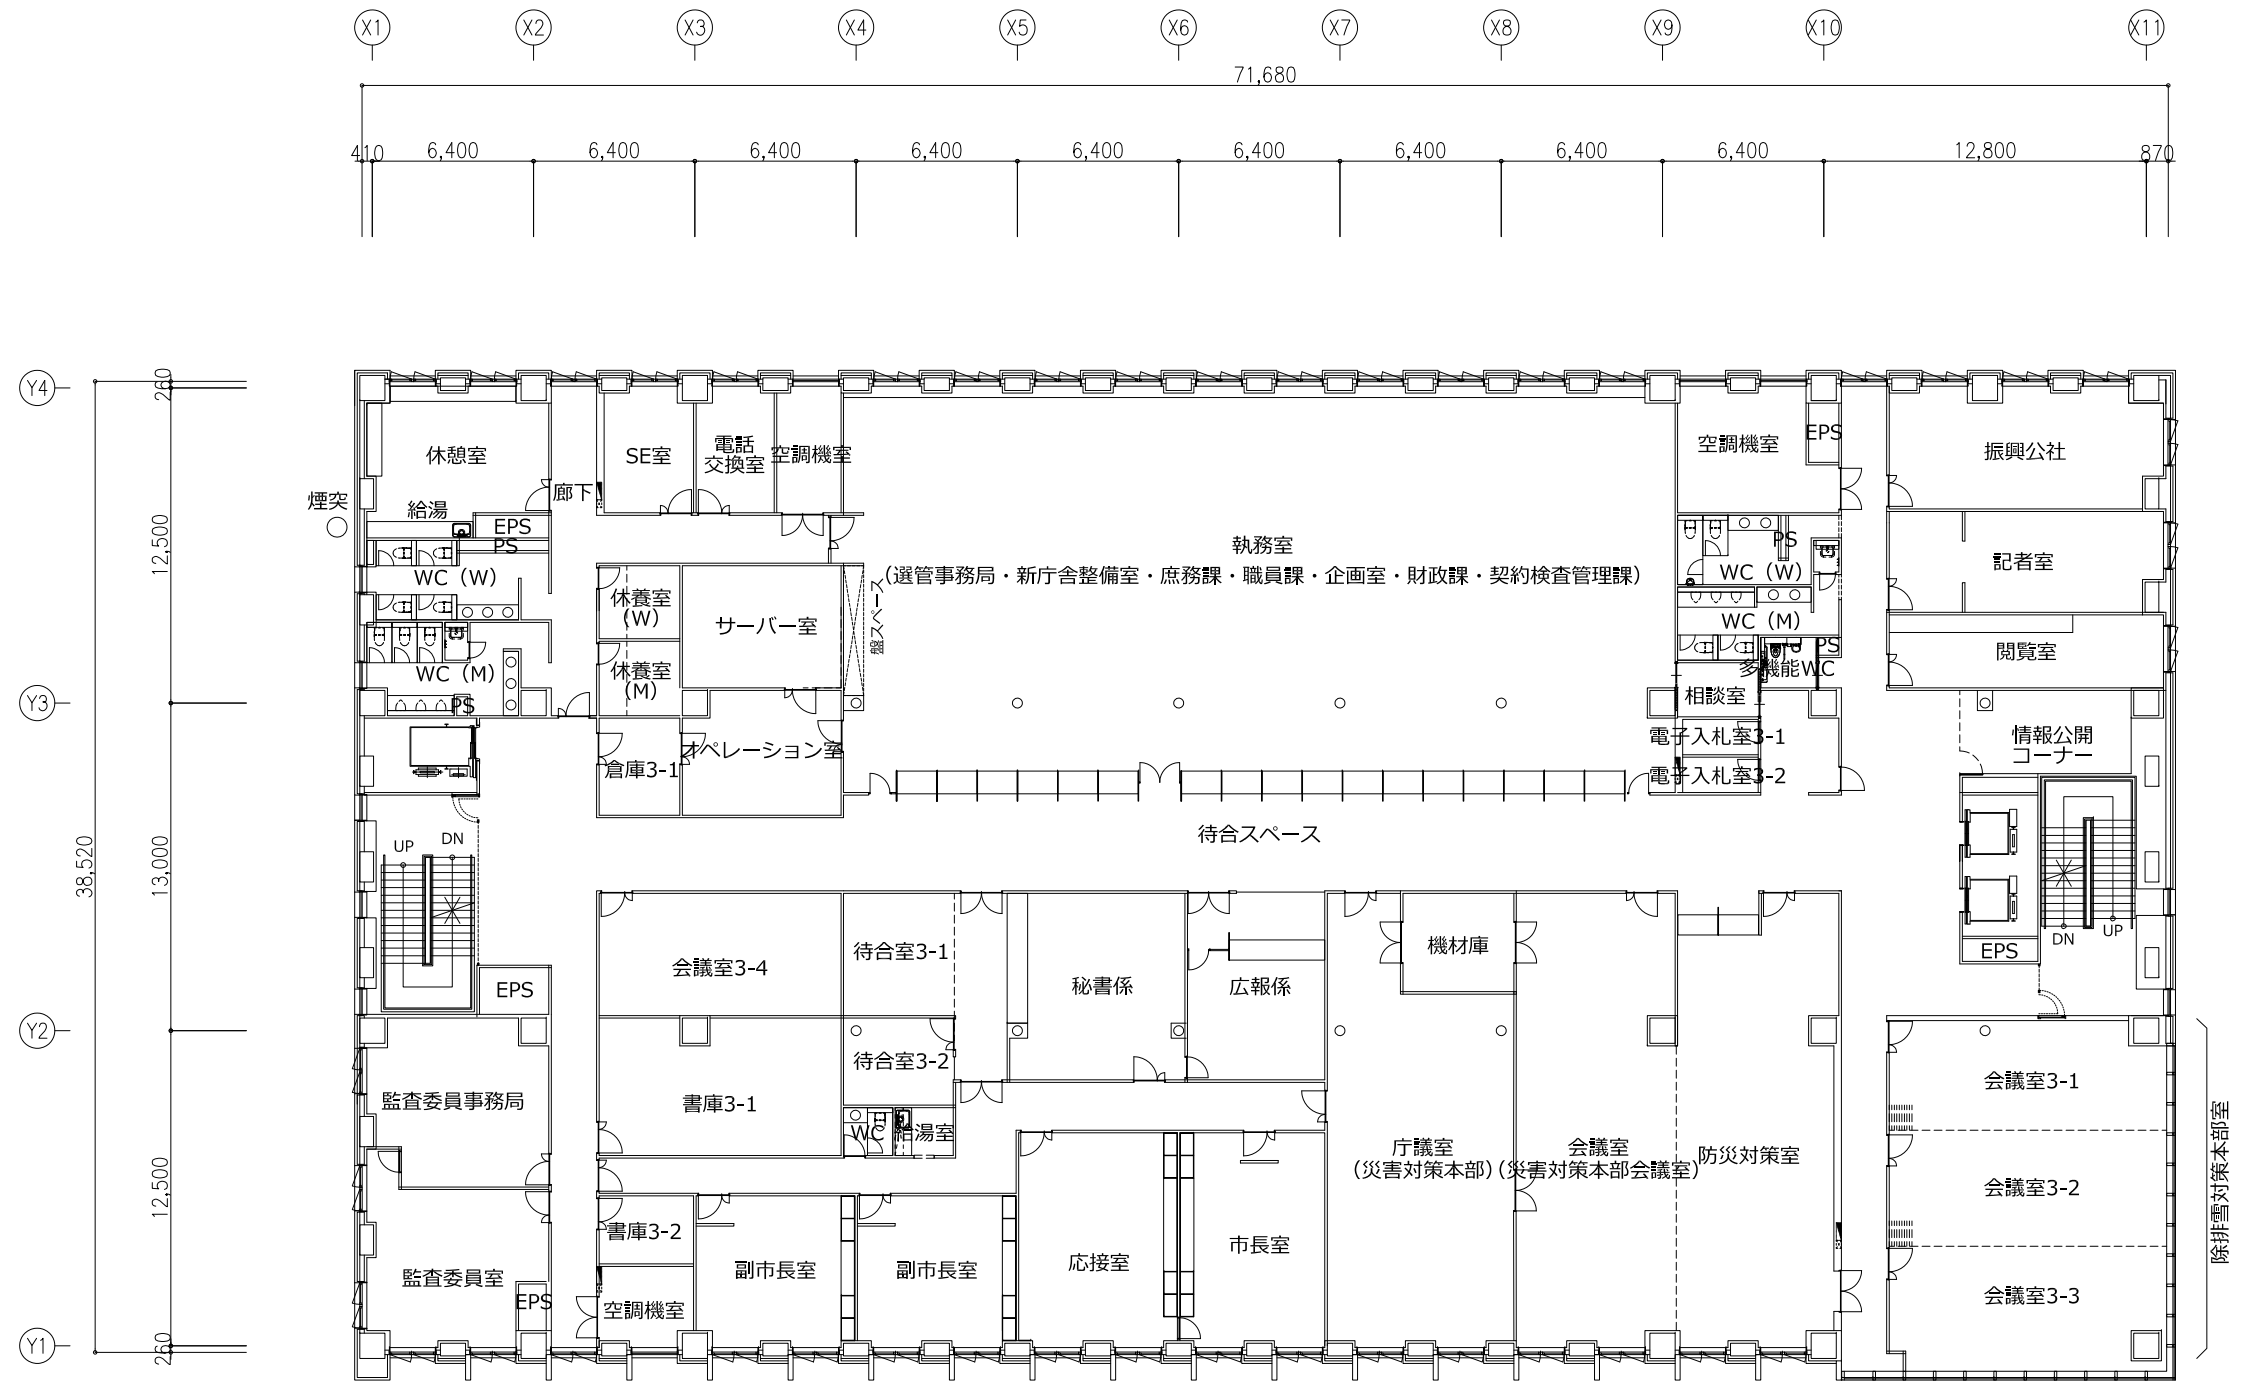 X1 X2 X3 X4 X5 X6 X7 X8 X9 X10 X11
71,680
410 6,400 6,400 6,400 6,400 6,400 6,400 6,400 6,400 6,400 12,800 870
Y4
Y3
Y2
Y1
260
12,500
13,000
12,500
260
38,520
煙突
休憩室
給湯
EPS
PS
WC（W）
WC（M）
PS
廊下
SE室
電話
交換室
空調機室
休養室
（W）
休養室
（M）
サーバー室
盤スペース
倉庫3-1
オペレーション室
執務室
（選管事務局・新庁舎整備室・庶務課・職員課・企画室・財政課・契約検査管理課）
空調機室
EPS
PS
WC（W）
WC（M）
PS
多機能WC
相談室
電子入札室3-1
電子入札室3-2
振興公社
記者室
閲覧室
情報公開
コーナー
待合スペース
UP
DN
EPS
DN
UP
EPS
会議室3-4
待合室3-1
待合室3-2
書庫3-1
WC
給湯室
秘書係
広報係
機材庫
監査委員事務局
監査委員室
EPS
書庫3-2
空調機室
副市長室
副市長室
応接室
市長室
庁議室
（災害対策本部）
会議室
（災害対策本部会議室）
防災対策室
会議室3-1
会議室3-2
会議室3-3
除排雪対策本部室